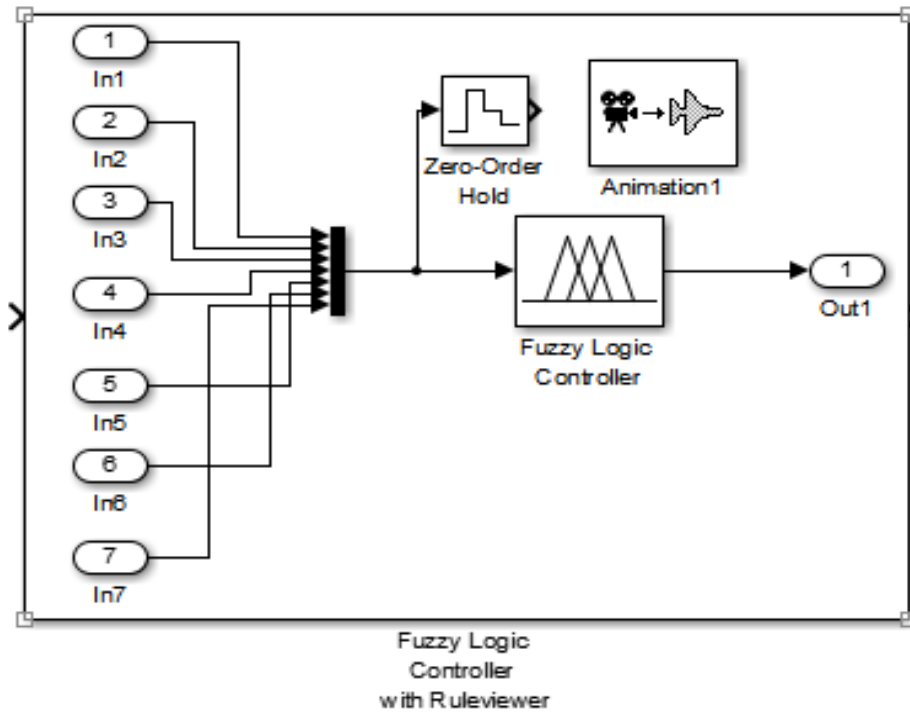 1
In1
2
In2
3
In3
4
In4
5
In5
6
In6
7
In7
Zero-Order
Hold
Animation1
Fuzzy Logic
Controller
1
Out1
Fuzzy Logic
Controller
with Ruleviewer